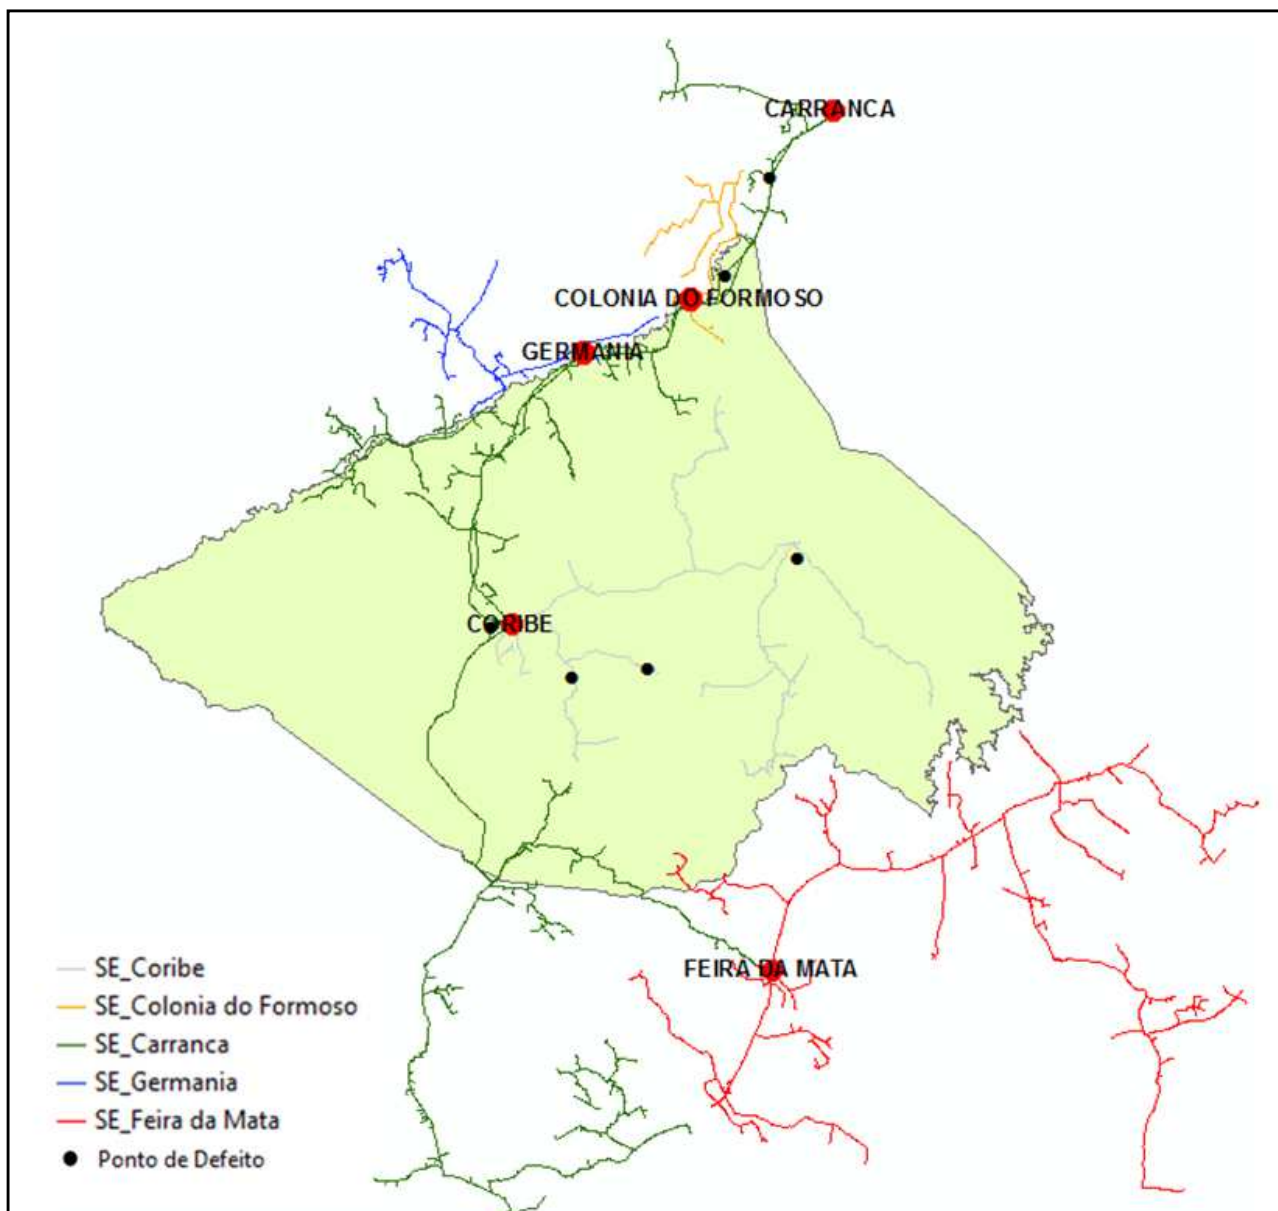 CARRANCA
COLONIA DO FORMOSO
GERMANIA
CORIBE
FEIRA DA MATA
SE_Coribe
SE_Colonia do Formoso
SE_Carranca
SE_Germania
SE_Feira da Mata
Ponto de Defeito